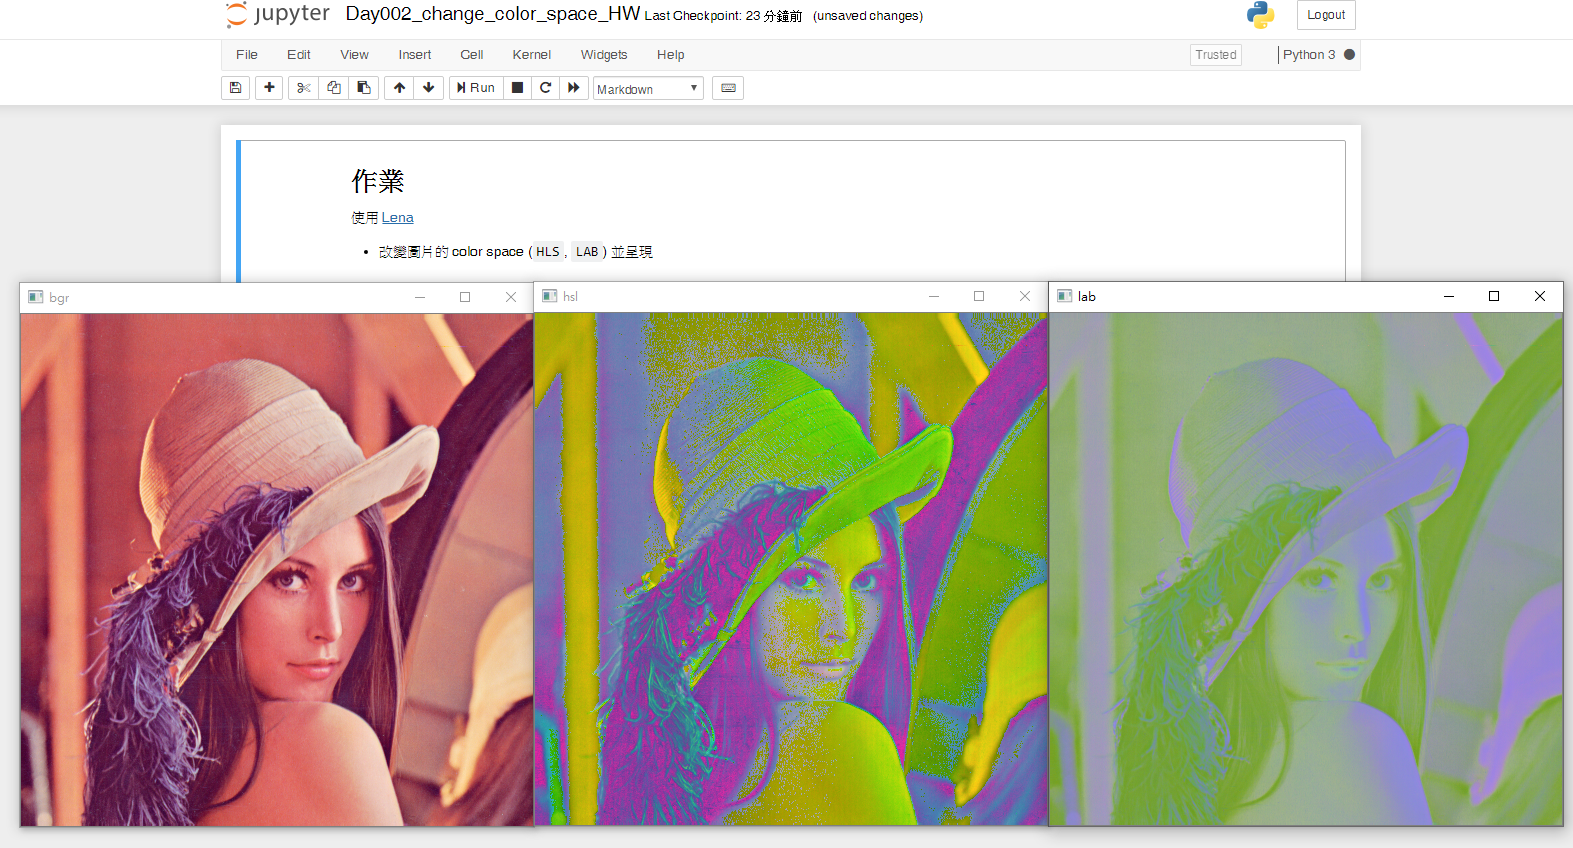 jupyter Day002_change_color_space_HW Last Checkpoint: 23 分鐘前 (unsaved changes) Logout
File Edit View Insert Cell Kernel Widgets Help Trusted Python 3
Run Markdown
作業
使用 Lena
改變圖片的 color space ( HLS , LAB ) 並呈現
bgr hsl lab